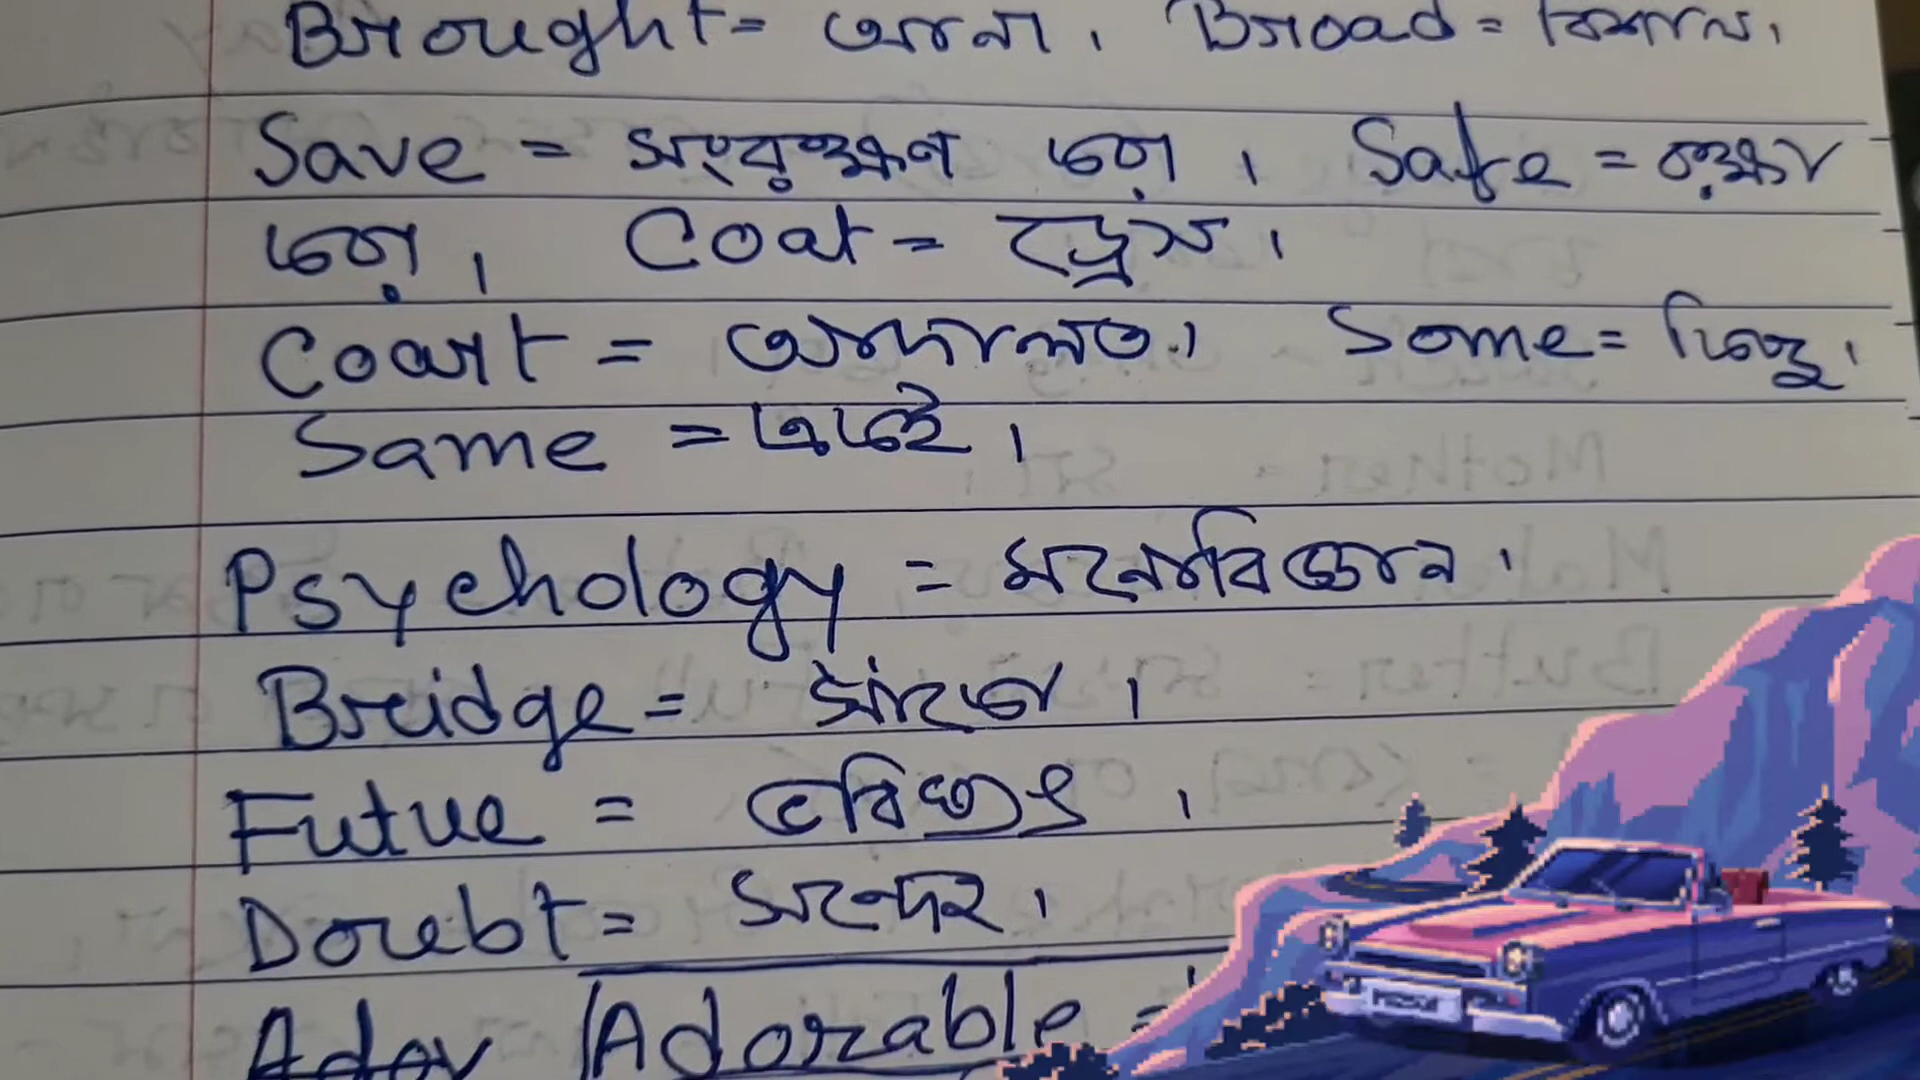 Brought = আনা। Broad = বিশাল।
Save = সংরক্ষণ করা। Safe = রক্ষা
করা। Coat =
Court = আদালত। Some = কিছু।
Same = একই।
Psychology = মনোবিজ্ঞান।
Breidge = সাঁকো।
Futue = ভবিষ্যৎ।
Douebt = সন্দেহ।
Adorable =